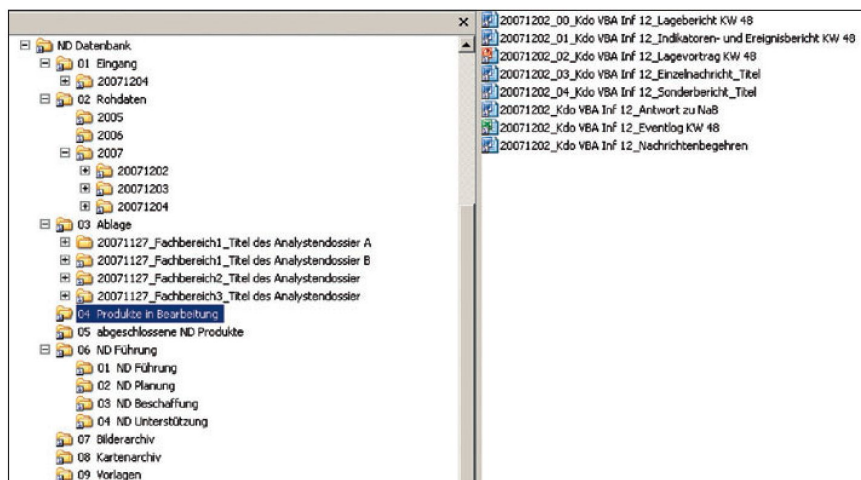 ND Datenbank
01 Eingang
20071204
02 Rohdaten
2005
2006
2007
20071202
20071203
20071204
03 Ablage
20071127_Fachbereich1_Titel des Analystendossier A
20071127_Fachbereich1_Titel des Analystendossier B
20071127_Fachbereich2_Titel des Analystendossier
20071127_Fachbereich3_Titel des Analystendossier
04 Produkte in Bearbeitung
05 abgeschlossene ND Produkte
06 ND Führung
01 ND Führung
02 ND Planung
03 ND Beschaffung
04 ND Unterstützung
07 Bilderarchiv
08 Kartenarchiv
09 Vorlagen
20071202_00_Kdo VBA Inf 12_Lagebericht KW 48
20071202_01_Kdo VBA Inf 12_Indikatoren- und Ereignisbericht KW 48
20071202_02_Kdo VBA Inf 12_Lagevortrag KW 48
20071202_03_Kdo VBA Inf 12_Einzelnachricht_Titel
20071202_04_Kdo VBA Inf 12_Sonderbericht_Titel
20071202_Kdo VBA Inf 12_Antwort zu NaB
20071202_Kdo VBA Inf 12_Eventlog KW 48
20071202_Kdo VBA Inf 12_Nachrichtenbegehren